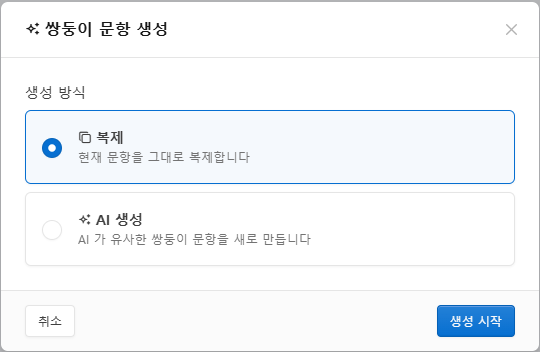 쌍둥이 문항 생성
생성 방식
복제
현재 문항을 그대로 복제합니다
AI 생성
AI 가 유사한 쌍둥이 문항을 새로 만듭니다
취소
생성 시작